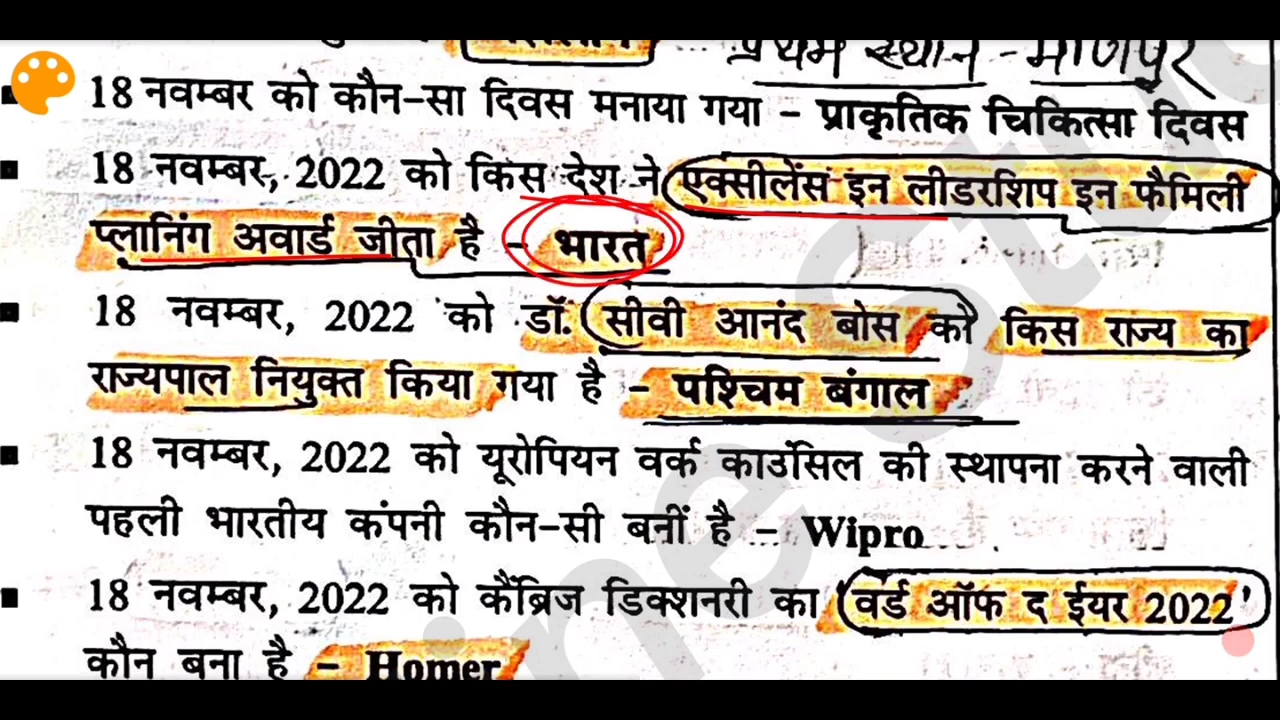 प्रथम स्थान - मणिपुर
18 नवम्बर को कौन-सा दिवस मनाया गया - प्राकृतिक चिकित्सा दिवस
18 नवम्बर, 2022 को किस देश ने एक्सीलेंस इन लीडरशिप इन फैमिली
प्लानिंग अवार्ड जीता है - भारत
18 नवम्बर, 2022 को डॉ. सीवी आनंद बोस को किस राज्य का
राज्यपाल नियुक्त किया गया है - पश्चिम बंगाल
18 नवम्बर, 2022 को यूरोपियन वर्क काउंसिल की स्थापना करने वाली
पहली भारतीय कंपनी कौन-सी बनीं है - Wipro
18 नवम्बर, 2022 को कैंब्रिज डिक्शनरी का 'वर्ड ऑफ द ईयर 2022'
कौन बना है - Homer